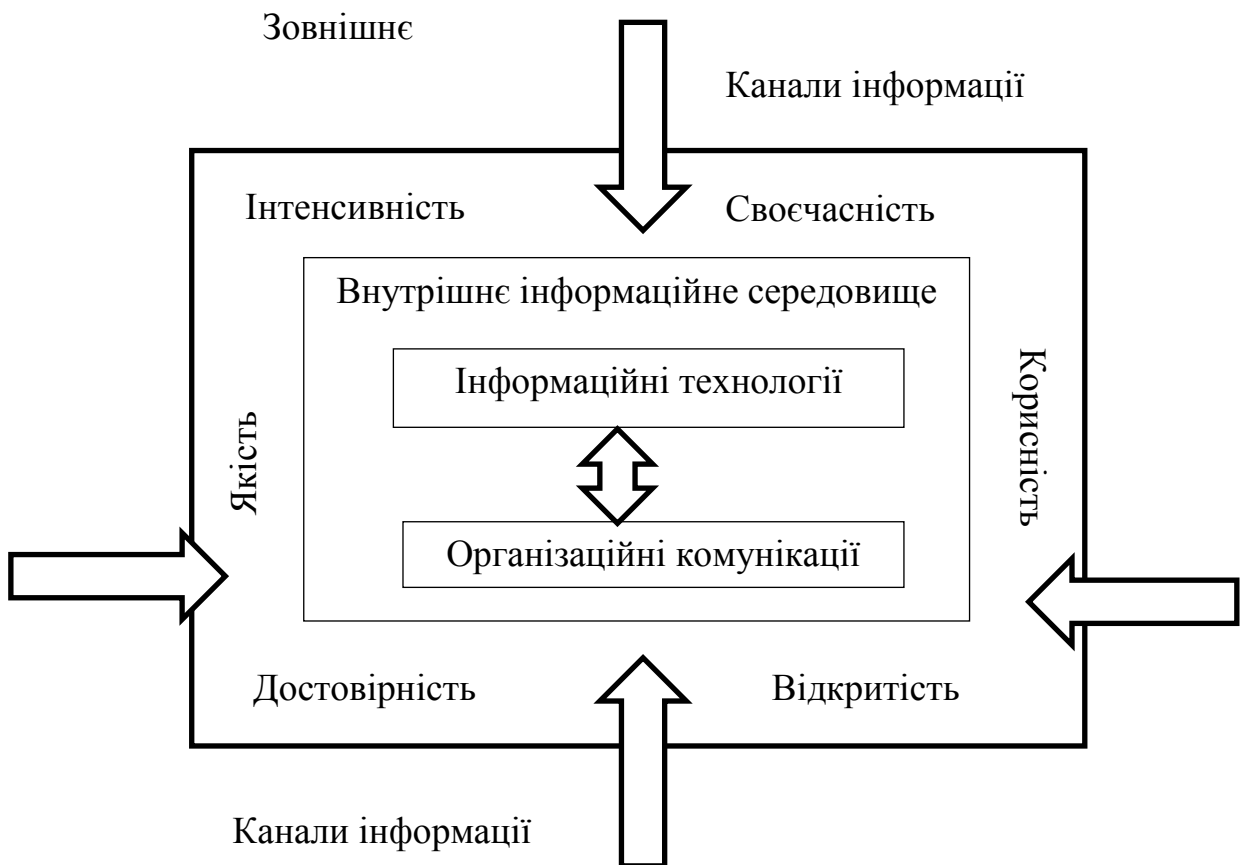 Зовнішнє
Канали інформації
Інтенсивність
Своєчасність
Внутрішнє інформаційне середовище
Інформаційні технології
Якість
Корисність
Організаційні комунікації
Достовірність
Відкритість
Канали інформації